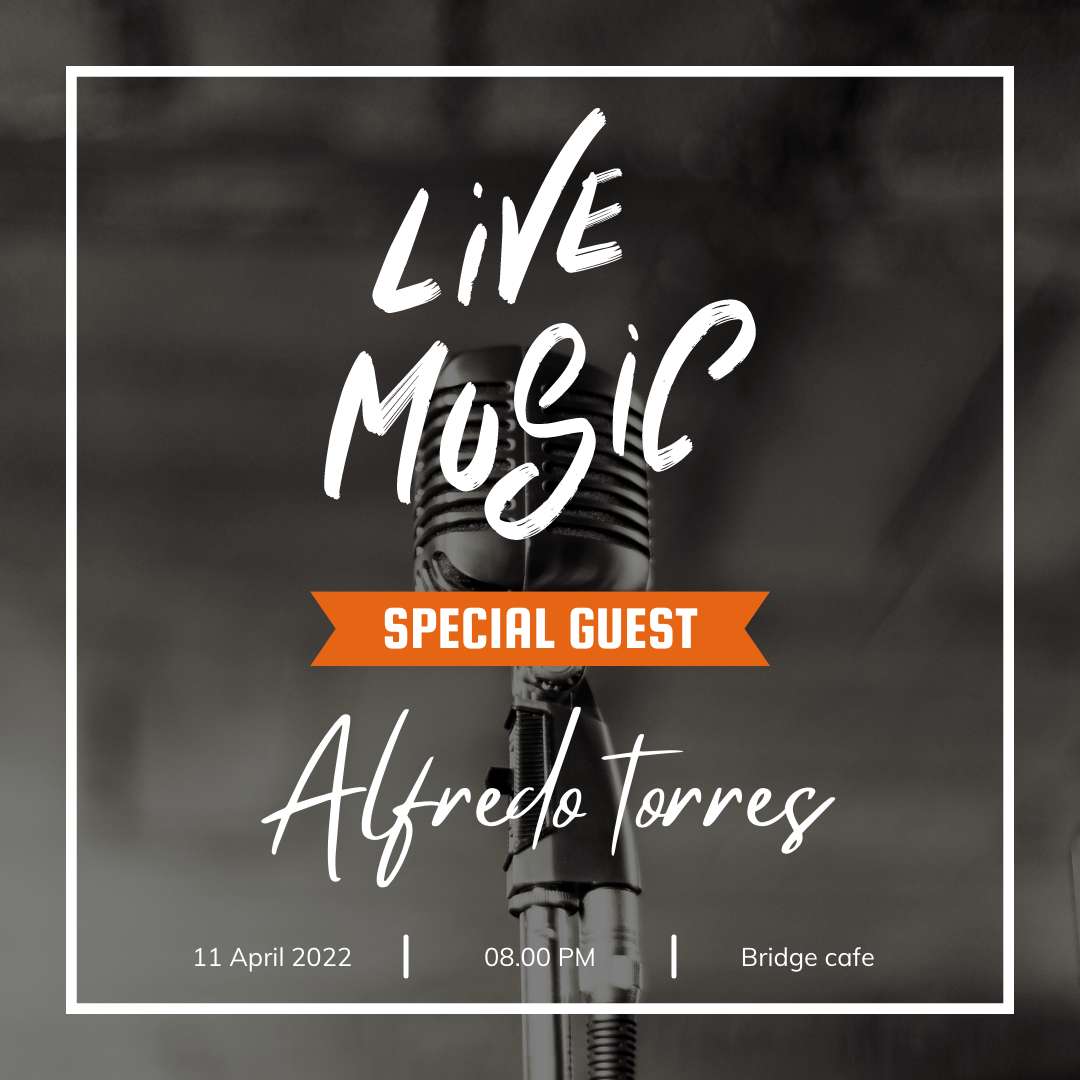 LiVE
MUSiC
SPECIAL GUEST
Alfredo Torres
11 April 2022 | 08.00 PM | Bridge cafe